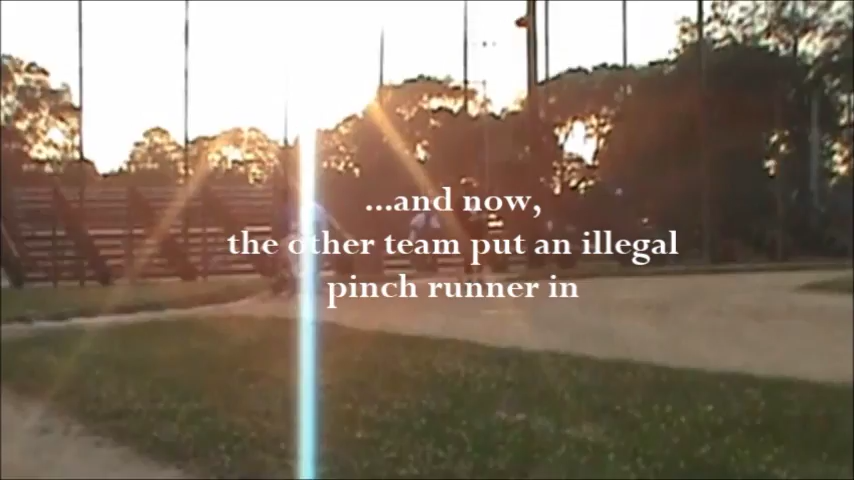 ...and now,
the other team put an illegal
pinch runner in